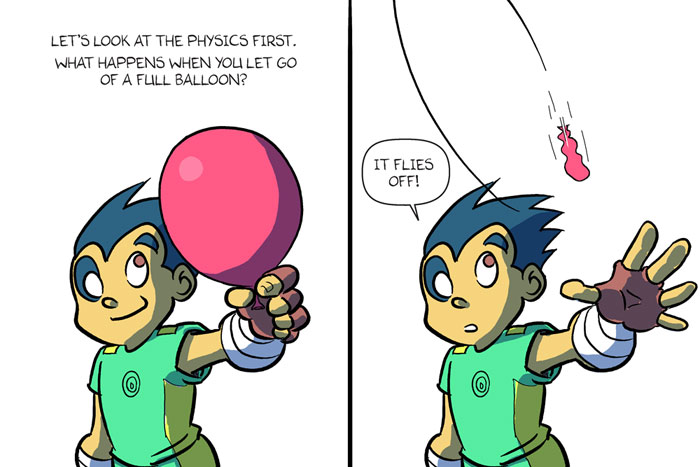 LET'S LOOK AT THE PHYSICS FIRST.
WHAT HAPPENS WHEN YOU LET GO
OF A FULL BALLOON?
IT FLIES
OFF!